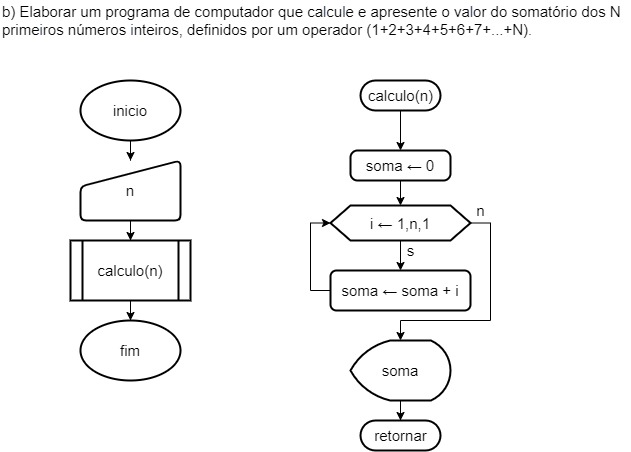 b) Elaborar um programa de computador que calcule e apresente o valor do somatório dos N
primeiros números inteiros, definidos por um operador (1+2+3+4+5+6+7+...+N).
inicio
n
calculo(n)
fim
calculo(n)
soma ← 0
i ← 1,n,1
n
s
soma ← soma + i
soma
retornar